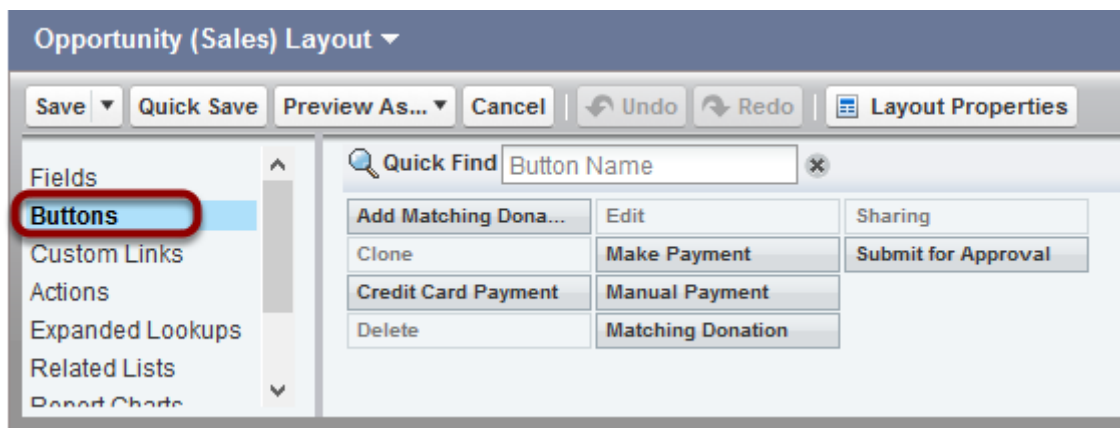 Opportunity (Sales) Layout
Save Quick Save Preview As... Cancel Undo Redo Layout Properties
Fields
Buttons
Custom Links
Actions
Expanded Lookups
Related Lists
Report Charts
Quick Find Button Name
Add Matching Dona... Edit Sharing
Clone Make Payment Submit for Approval
Credit Card Payment Manual Payment
Delete Matching Donation